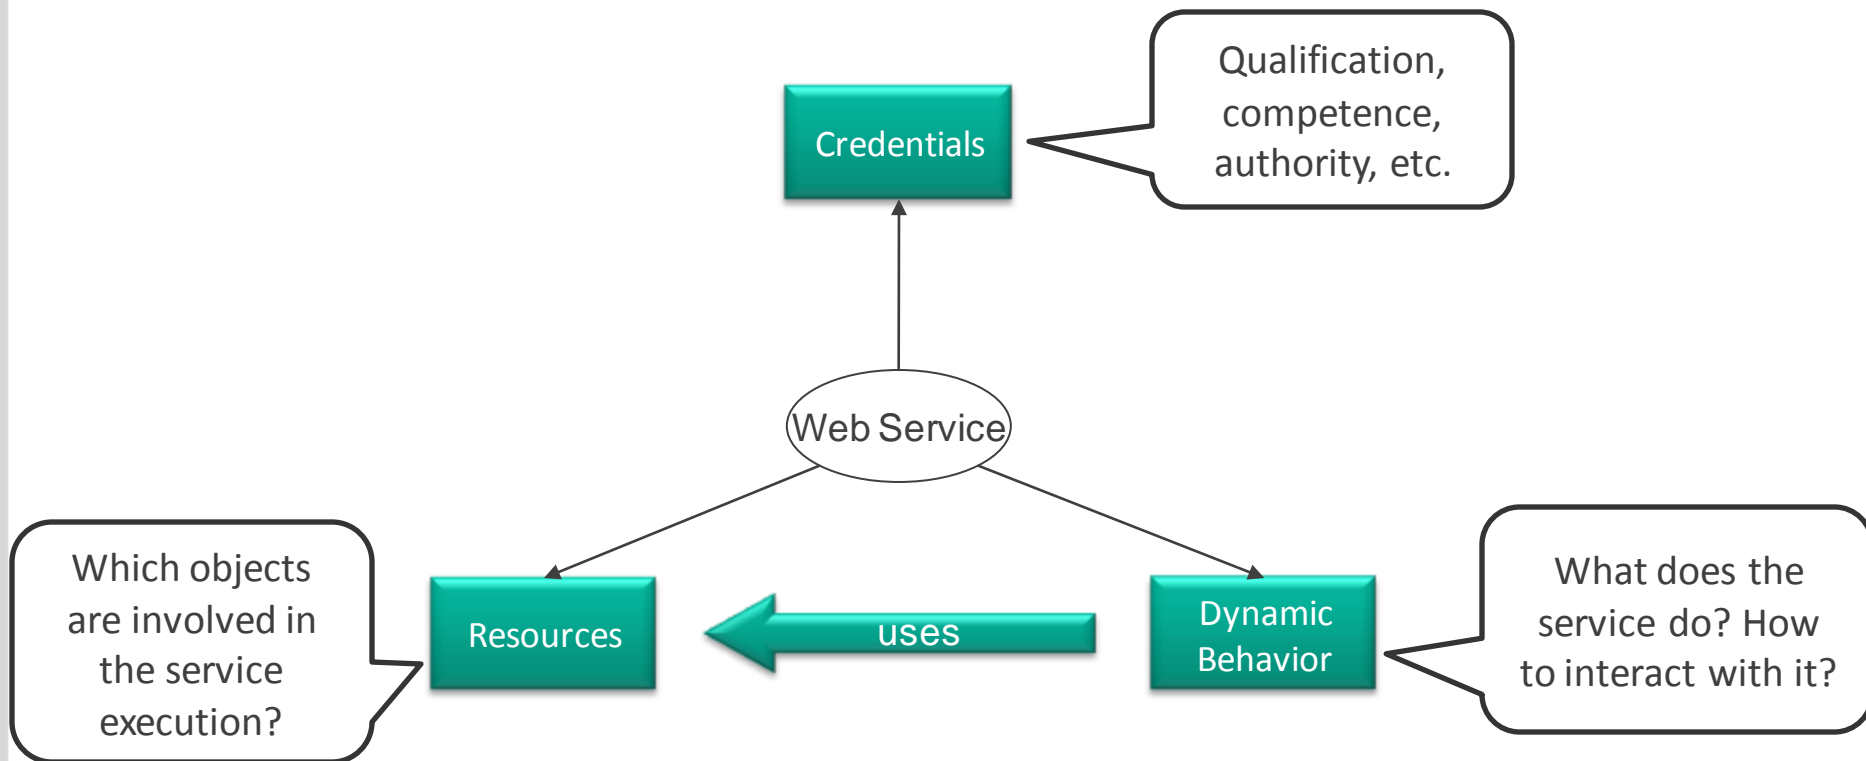 Qualification,
competence,
authority, etc.
Credentials
Web Service
Which objects
are involved in
the service
execution?
Resources
uses
Dynamic
Behavior
What does the
service do? How
to interact with it?